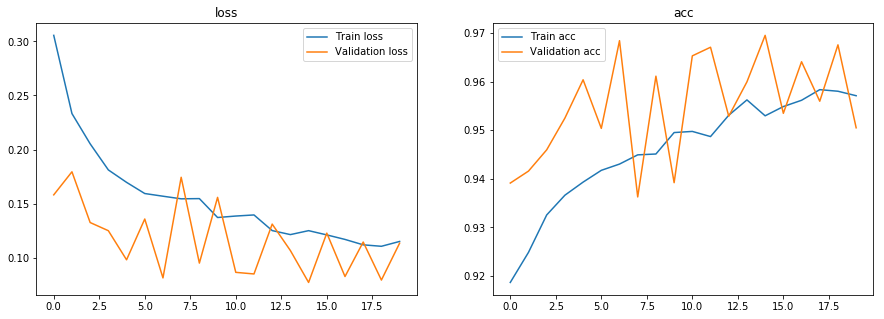 loss
Train loss
Validation loss
0.30
0.25
0.20
0.15
0.10
0.0 2.5 5.0 7.5 10.0 12.5 15.0 17.5
acc
Train acc
Validation acc
0.97
0.96
0.95
0.94
0.93
0.92
0.0 2.5 5.0 7.5 10.0 12.5 15.0 17.5